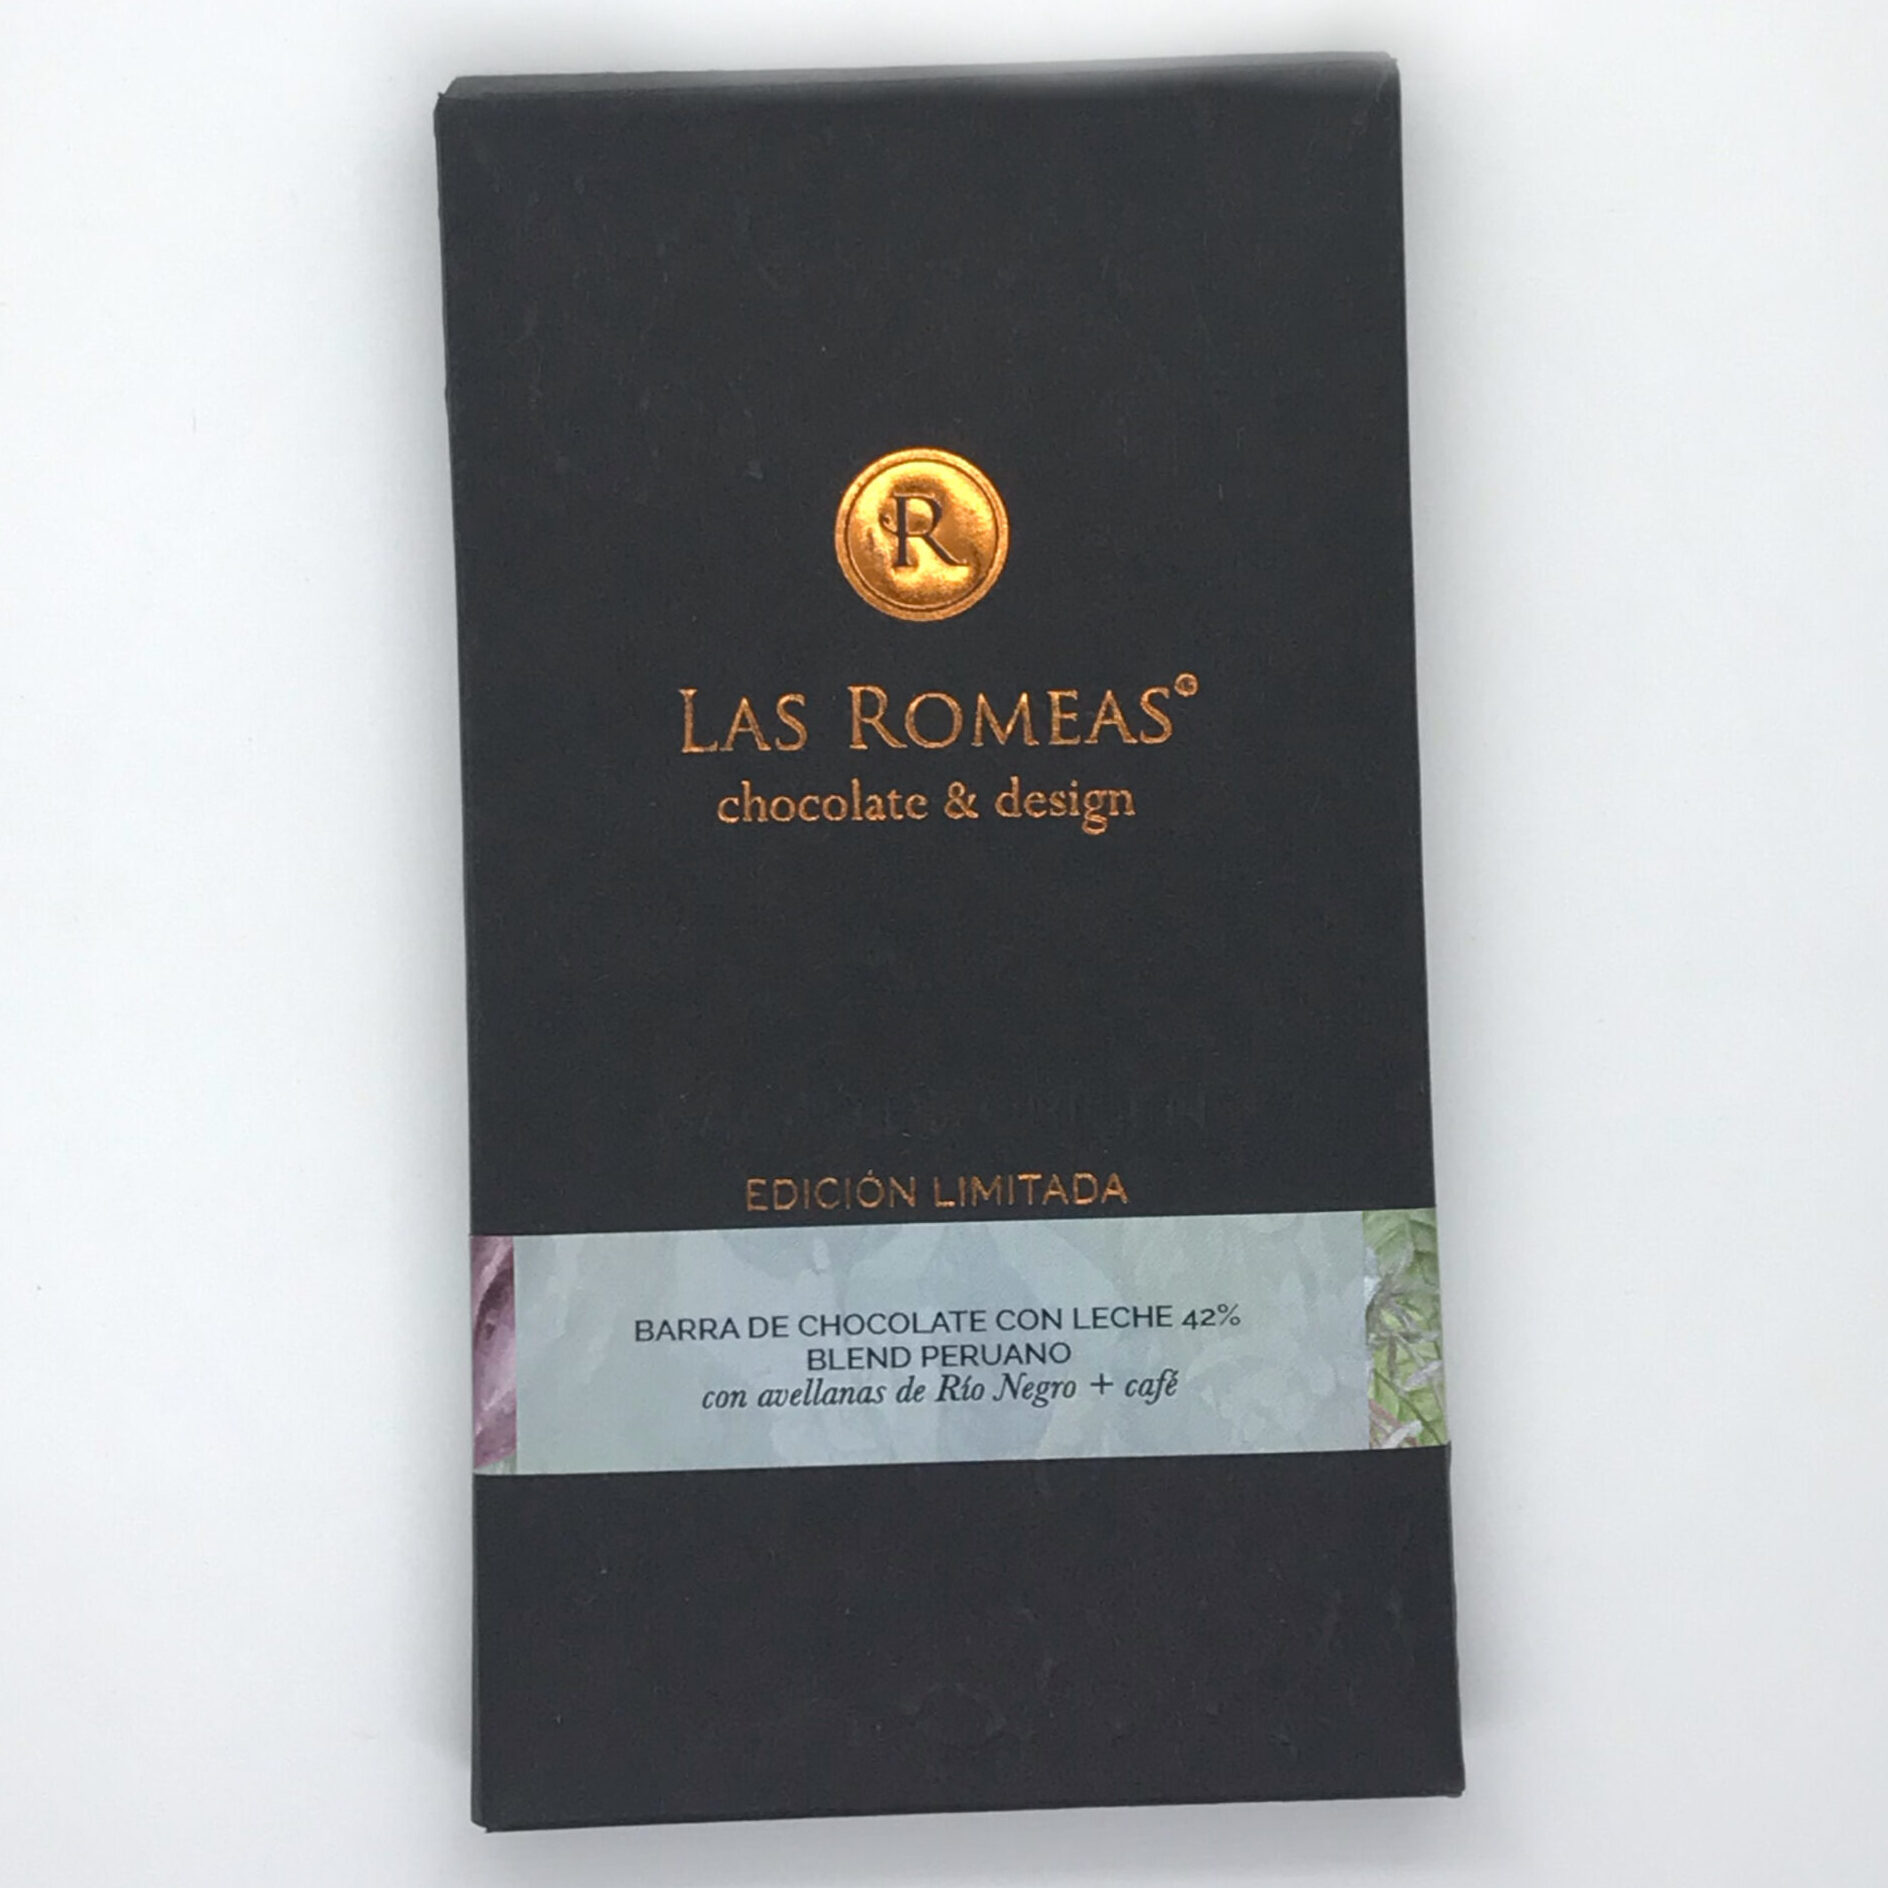 R
LAS ROMEAS®
chocolate & design
EDICIÓN LIMITADA
BARRA DE CHOCOLATE CON LECHE 42%
BLEND PERUANO
con avellanas de Río Negro + café